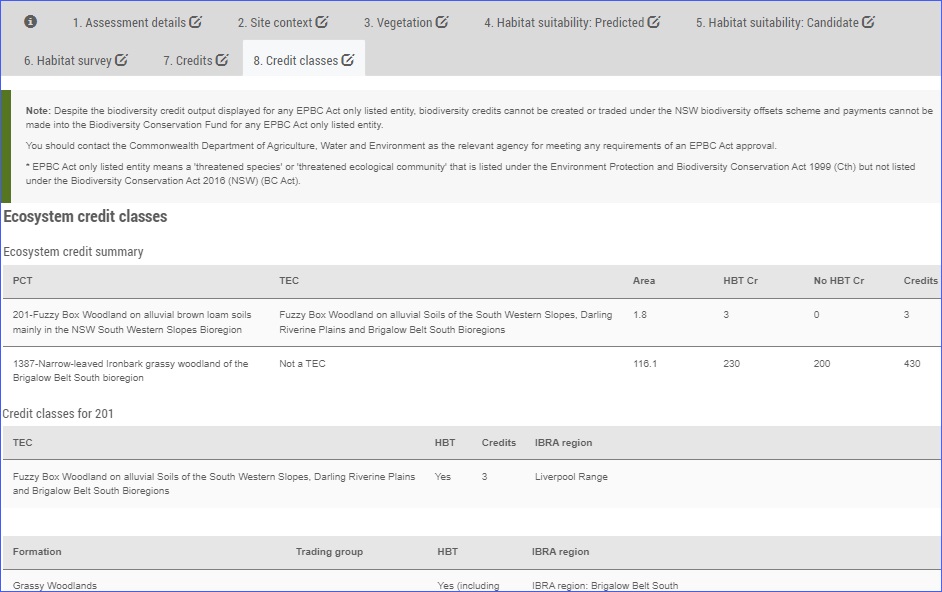 1. Assessment details
2. Site context
3. Vegetation
4. Habitat suitability: Predicted
5. Habitat suitability: Candidate
6. Habitat survey
7. Credits
8. Credit classes
Note: Despite the biodiversity credit output displayed for any EPBC Act only listed entity, biodiversity credits cannot be created or traded under the NSW biodiversity offsets scheme and payments cannot be
made into the Biodiversity Conservation Fund for any EPBC Act only listed entity.
You should contact the Commonwealth Department of Agriculture, Water and Environment as the relevant agency for meeting any requirements of an EPBC Act approval.
* EPBC Act only listed entity means a 'threatened species' or 'threatened ecological community' that is listed under the Environment Protection and Biodiversity Conservation Act 1999 (Cth) but not listed
under the Biodiversity Conservation Act 2016 (NSW) (BC Act).
Ecosystem credit classes
Ecosystem credit summary
PCT TEC Area HBT Cr No HBT Cr Credits
201-Fuzzy Box Woodland on alluvial brown loam soils Fuzzy Box Woodland on alluvial Soils of the South Western Slopes, Darling 1.8 3 0 3
mainly in the NSW South Western Slopes Bioregion Riverine Plains and Brigalow Belt South Bioregions
1387-Narrow-leaved Ironbark grassy woodland of the Not a TEC 116.1 230 200 430
Brigalow Belt South bioregion
Credit classes for 201
TEC HBT Credits IBRA region
Fuzzy Box Woodland on alluvial Soils of the South Western Slopes, Darling Riverine Plains Yes 3 Liverpool Range
and Brigalow Belt South Bioregions
Formation Trading group HBT IBRA region
Grassy Woodlands Yes (including IBRA region: Brigalow Belt South